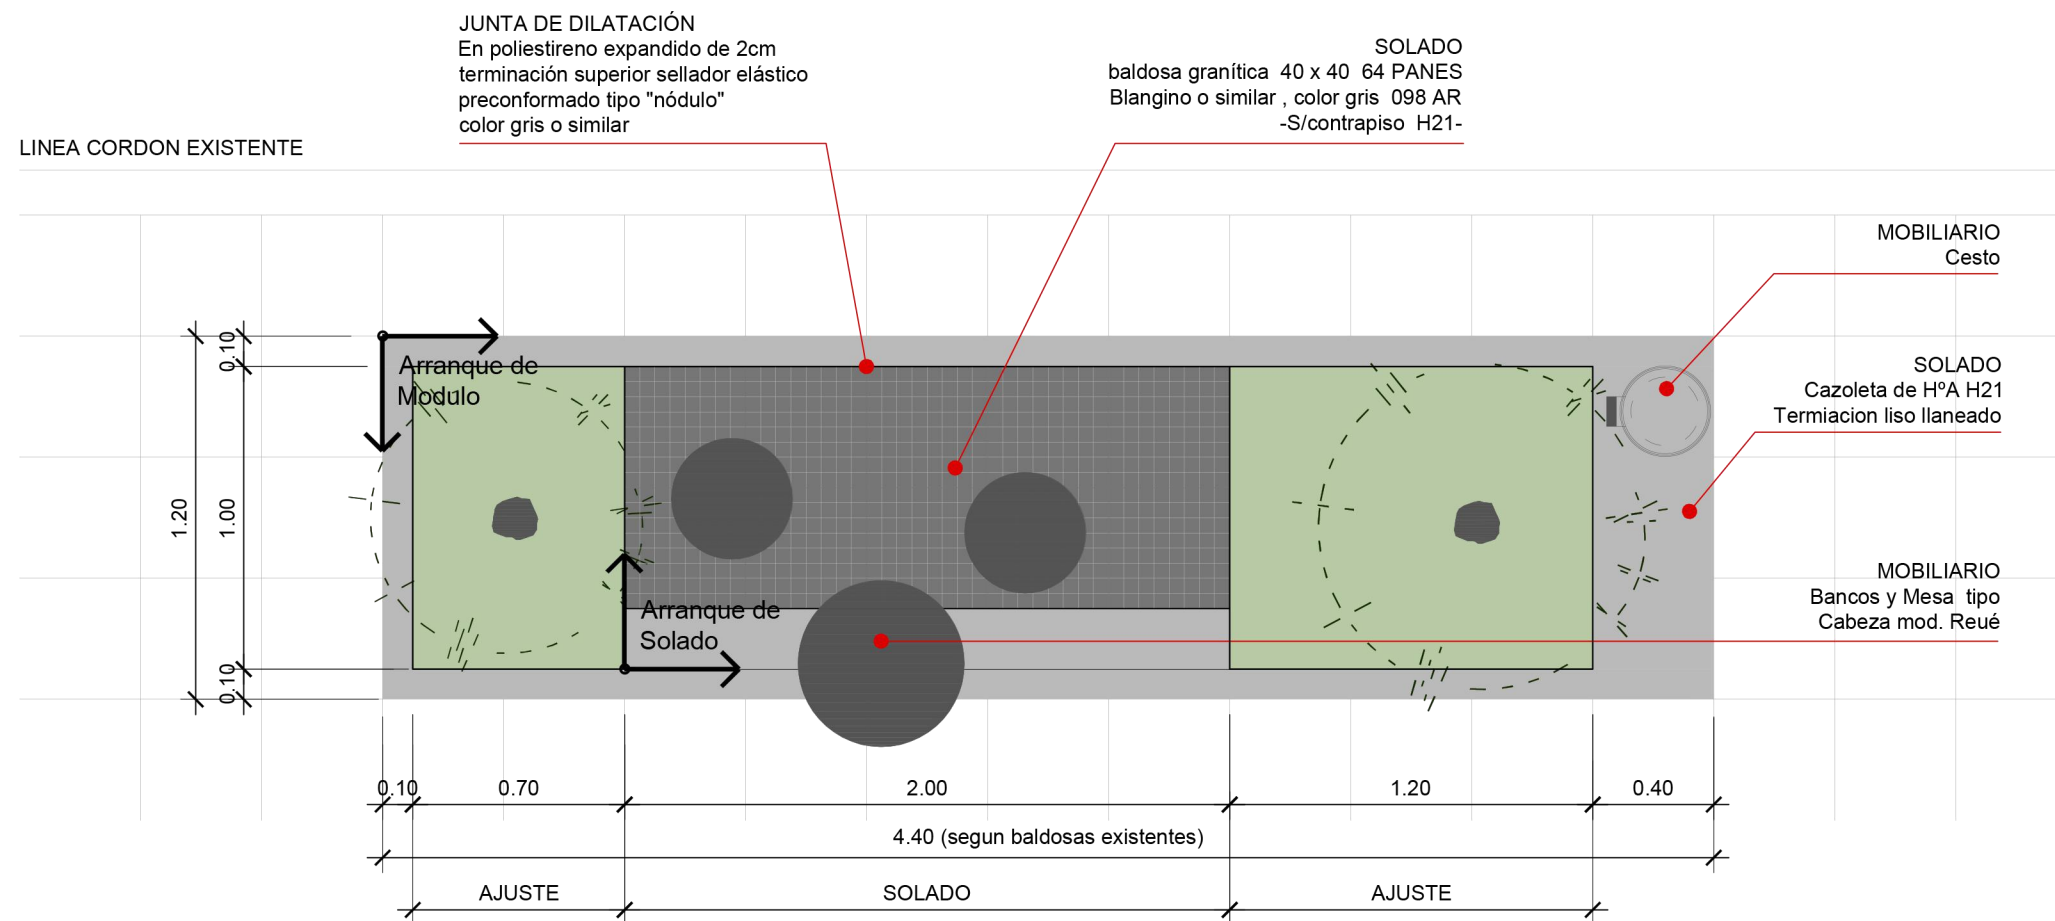 JUNTA DE DILATACIÓN
En poliestireno expandido de 2cm
terminación superior sellador elástico
preconformado tipo "nódulo"
color gris o similar
SOLADO
baldosa granítica 40 x 40 64 PANES
Blangino o similar , color gris 098 AR
-S/contrapiso H21-
LINEA CORDON EXISTENTE
MOBILIARIO
Cesto
SOLADO
Cazoleta de HºA H21
Termiacion liso llaneado
MOBILIARIO
Bancos y Mesa tipo
Cabeza mod. Reué
Arranque de
Modulo
Arranque de
Solado
0.10
1.20
1.00
0.10
0.10
0.70
2.00
1.20
0.40
4.40 (segun baldosas existentes)
AJUSTE
SOLADO
AJUSTE